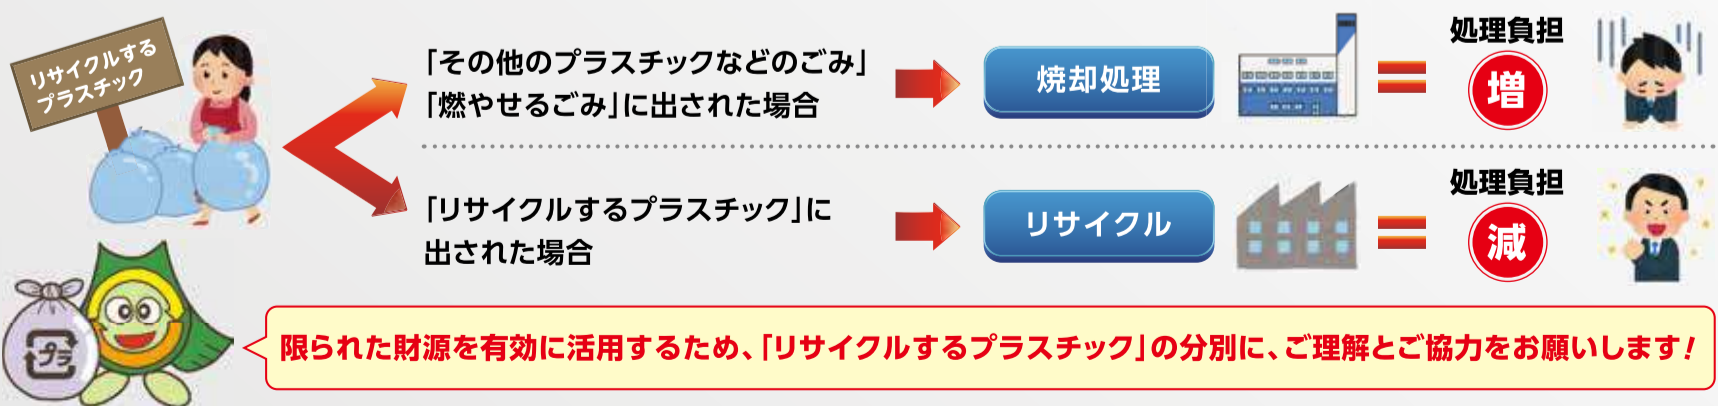 リサイクルする
プラスチック
「その他のプラスチックなどのごみ」
「燃やせるごみ」に出された場合
焼却処理
処理負担
増
「リサイクルするプラスチック」に
出された場合
リサイクル
処理負担
減
プラ
限られた財源を有効に活用するため、「リサイクルするプラスチック」の分別に、ご理解とご協力をお願いします!